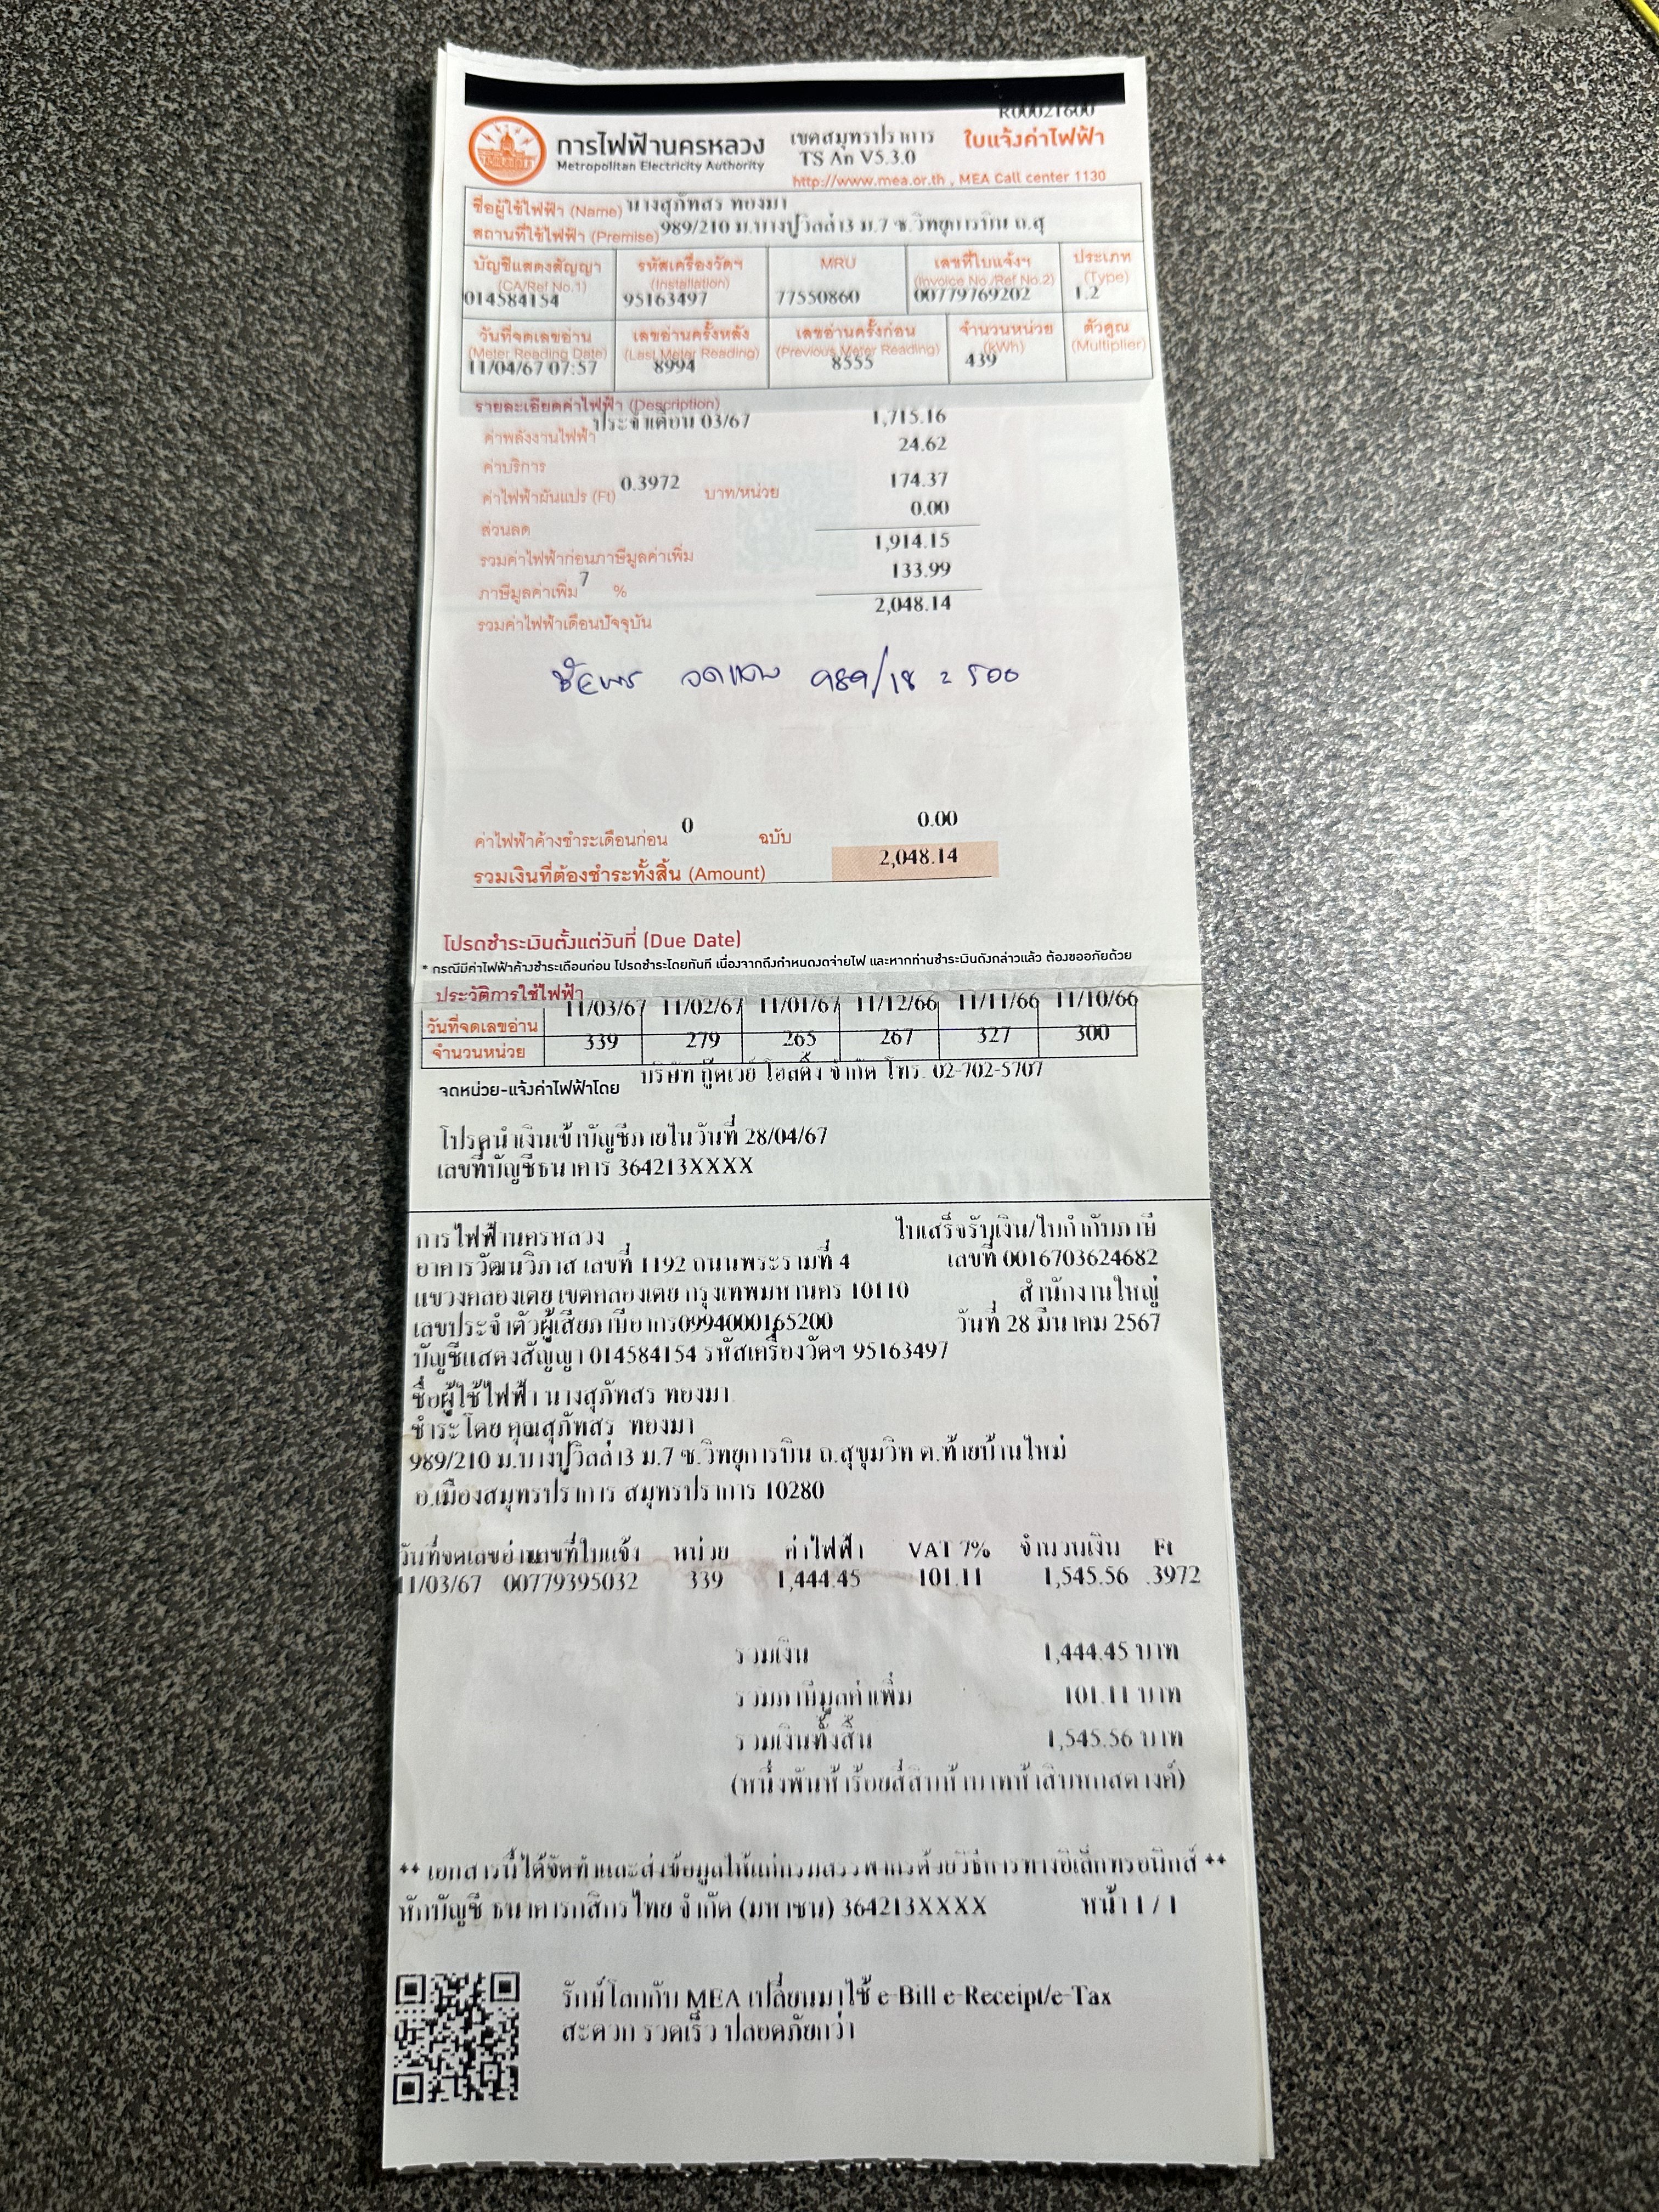 R00021600
การไฟฟ้านครหลวง เขตสมุทรปราการ ใบแจ้งค่าไฟฟ้า
Metropolitan Electricity Authority TS An V5.3.0
http://www.mea.or.th , MEA Call center 1130
ชื่อผู้ใช้ไฟฟ้า (Name) นางสุภัทสร ทองมา
สถานที่ใช้ไฟฟ้า (Premise) 989/210 ม.บางปูวิลล่า3 ม.7 ซ.วิทยุการบิน ถ.สุ
บัญชีแสดงสัญญา รหัสเครื่องวัดฯ MRU เลขที่ใบแจ้งฯ ประเภท
(CA/Ref No.1) (Installation) (Invoice No./Ref No.2) (Type)
014584154 95163497 77550860 00779769202 1.2
วันที่จดเลขอ่าน เลขอ่านครั้งหลัง เลขอ่านครั้งก่อน จำนวนหน่วย ตัวคูณ
(Meter Reading Date) (Last Meter Reading) (Previous Meter Reading) (kWh) (Multiplier)
11/04/67 07:57 8994 8555 439
รายละเอียดค่าไฟฟ้า (Description)
ประจำเดือน 03/67
ค่าพลังงานไฟฟ้า 1,715.16
ค่าบริการ 24.62
ค่าไฟฟ้าผันแปร (Ft) 0.3972 บาท/หน่วย 174.37
ส่วนลด 0.00
รวมค่าไฟฟ้าก่อนภาษีมูลค่าเพิ่ม 1,914.15
ภาษีมูลค่าเพิ่ม 7 % 133.99
รวมค่าไฟฟ้าเดือนปัจจุบัน 2,048.14
989/18 = 500
ค่าไฟฟ้าค้างชำระเดือนก่อน 0 ฉบับ 0.00
รวมเงินที่ต้องชำระทั้งสิ้น (Amount) 2,048.14
โปรดชำระเงินตั้งแต่วันที่ (Due Date)
* กรณีมีค่าไฟฟ้าค้างชำระเดือนก่อน โปรดชำระโดยทันที เนื่องจากถึงกำหนดงดจ่ายไฟ และหากท่านชำระเงินดังกล่าวแล้ว ต้องขออภัยด้วย
ประวัติการใช้ไฟฟ้า
วันที่จดเลขอ่าน 11/03/67 11/02/67 11/01/67 11/12/66 11/11/66 11/10/66
จำนวนหน่วย 339 279 265 267 327 300
จดหน่วย-แจ้งค่าไฟฟ้าโดย บริษัท กู๊ดเวย์ โฮลดิ้ง จำกัด โทร. 02-702-5707
โปรดนำเงินเข้าบัญชีภายในวันที่ 28/04/67
เลขที่บัญชีธนาคาร 364213XXXX
การไฟฟ้านครหลวง ใบเสร็จรับเงิน/ใบกำกับภาษี
อาคารวัฒนวิภาส เลขที่ 1192 ถนนพระรามที่ 4 เลขที่ 0016703624682
แขวงคลองเตย เขตคลองเตย กรุงเทพมหานคร 10110 สำนักงานใหญ่
เลขประจำตัวผู้เสียภาษีอากร0994000165200 วันที่ 28 มีนาคม 2567
บัญชีแสดงสัญญา 014584154 รหัสเครื่องวัดฯ 95163497
ชื่อผู้ใช้ไฟฟ้า นางสุภัทสร ทองมา
ชำระโดย คุณสุภัทสร ทองมา
989/210 ม.บางปูวิลล่า3 ม.7 ซ.วิทยุการบิน ถ.สุขุมวิท ต.ท้ายบ้านใหม่
อ.เมืองสมุทรปราการ สมุทรปราการ 10280
วันที่จดเลขอ่าน เลขที่ใบแจ้ง หน่วย ค่าไฟฟ้า VAT 7% จำนวนเงิน Ft
11/03/67 00779395032 339 1,444.45 101.11 1,545.56 .3972
รวมเงิน 1,444.45 บาท
รวมภาษีมูลค่าเพิ่ม 101.11 บาท
รวมเงินทั้งสิ้น 1,545.56 บาท
(หนึ่งพันห้าร้อยสี่สิบห้าบาทห้าสิบหกสตางค์)
** เอกสารนี้ได้จัดทำและส่งข้อมูลให้แก่กรมสรรพากรด้วยวิธีการทางอิเล็กทรอนิกส์ **
หักบัญชี ธนาคารกสิกรไทย จำกัด (มหาชน) 364213XXXX หน้า 1 / 1
รักษ์โลกกับ MEA เปลี่ยนมาใช้ e-Bill e-Receipt/e-Tax
สะดวก รวดเร็ว ปลอดภัยกว่า